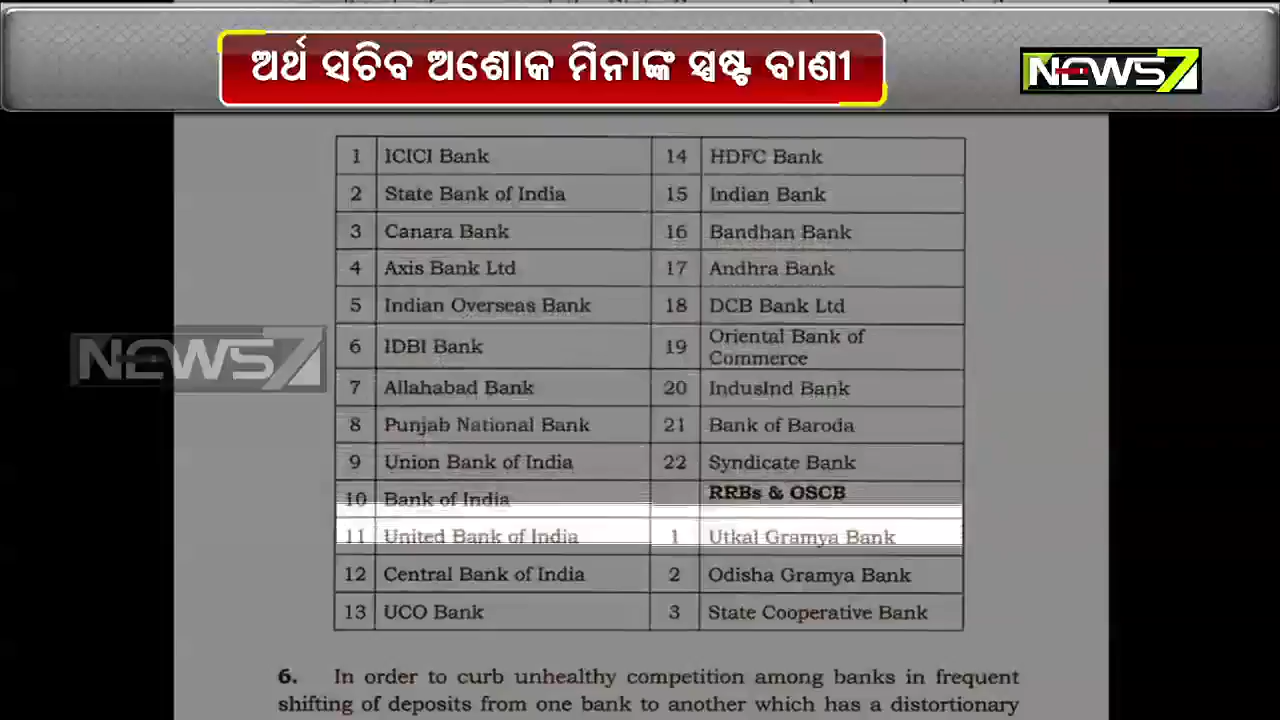 ଅର୍ଥ ସଚିବ ଅଶୋକ ମିନାଙ୍କ ସ୍ପଷ୍ଟ ବାଣୀ
NEWS7
1 ICICI Bank 14 HDFC Bank
2 State Bank of India 15 Indian Bank
3 Canara Bank 16 Bandhan Bank
4 Axis Bank Ltd 17 Andhra Bank
5 Indian Overseas Bank 18 DCB Bank Ltd
6 IDBI Bank 19 Oriental Bank of
Commerce
NEWS7
7 Allahabad Bank 20 IndusInd Bank
8 Punjab National Bank 21 Bank of Baroda
9 Union Bank of India 22 Syndicate Bank
10 Bank of India RRBs & OSCB
11 United Bank of India 1 Utkal Gramya Bank
12 Central Bank of India 2 Odisha Gramya Bank
13 UCO Bank 3 State Cooperative Bank
6. In order to curb unhealthy competition among banks in frequent
shifting of deposits from one bank to another which has a distortionary